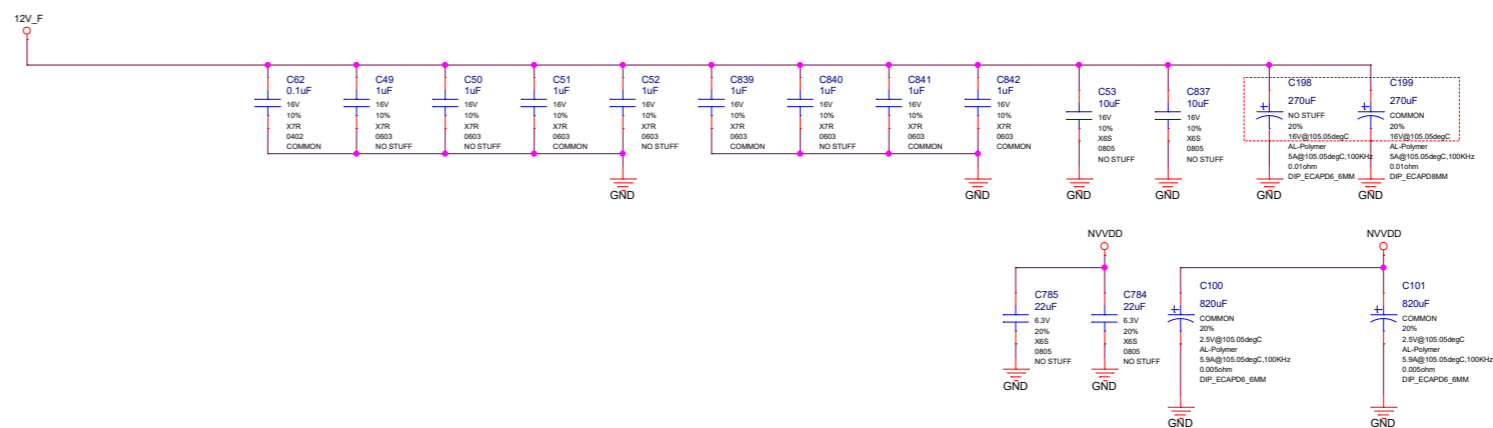 12V_F
C62
0.1uF
16V
10%
X7R
0402
COMMON
C49
1uF
16V
10%
X7R
0603
NO STUFF
C50
1uF
16V
10%
X7R
0603
NO STUFF
C51
1uF
16V
10%
X7R
0603
COMMON
C52
1uF
16V
10%
X7R
0603
NO STUFF
GND
C839
1uF
16V
10%
X7R
0603
COMMON
C840
1uF
16V
10%
X7R
0603
NO STUFF
C841
1uF
16V
10%
X7R
0603
COMMON
C842
1uF
16V
10%
X7R
0603
COMMON
GND
C53
10uF
16V
10%
X6S
0805
NO STUFF
GND
C837
10uF
16V
10%
X6S
0805
NO STUFF
GND
C198
270uF
NO STUFF
20%
16V@105.05degC
AL-Polymer
5A@105.05degC,100KHz
0.01ohm
DIP_ECAPD6_6MM
GND
C199
270uF
COMMON
20%
16V@105.05degC
AL-Polymer
5A@105.05degC,100KHz
0.01ohm
DIP_ECAPD8MM
GND
NVVDD
C785
22uF
6.3V
20%
X6S
0805
NO STUFF
GND
C784
22uF
6.3V
20%
X6S
0805
NO STUFF
GND
NVVDD
C100
820uF
COMMON
20%
2.5V@105.05degC
AL-Polymer
5.9A@105.05degC,100KHz
0.005ohm
DIP_ECAPD6_6MM
GND
C101
820uF
COMMON
20%
2.5V@105.05degC
AL-Polymer
5.9A@105.05degC,100KHz
0.005ohm
DIP_ECAPD6_6MM
GND